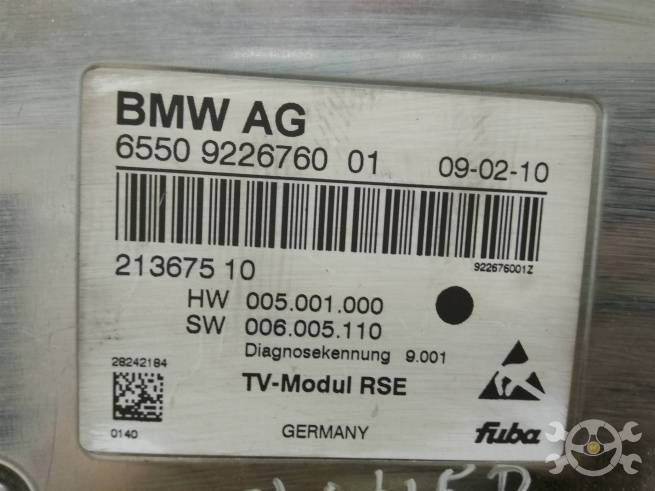 BMW AG
6550 9226760 01 09-02-10
922676001Z
213675 10
HW 005.001.000
SW 006.005.110
Diagnosekennung 9.001
28242184
TV-Modul RSE
0140 GERMANY fuba